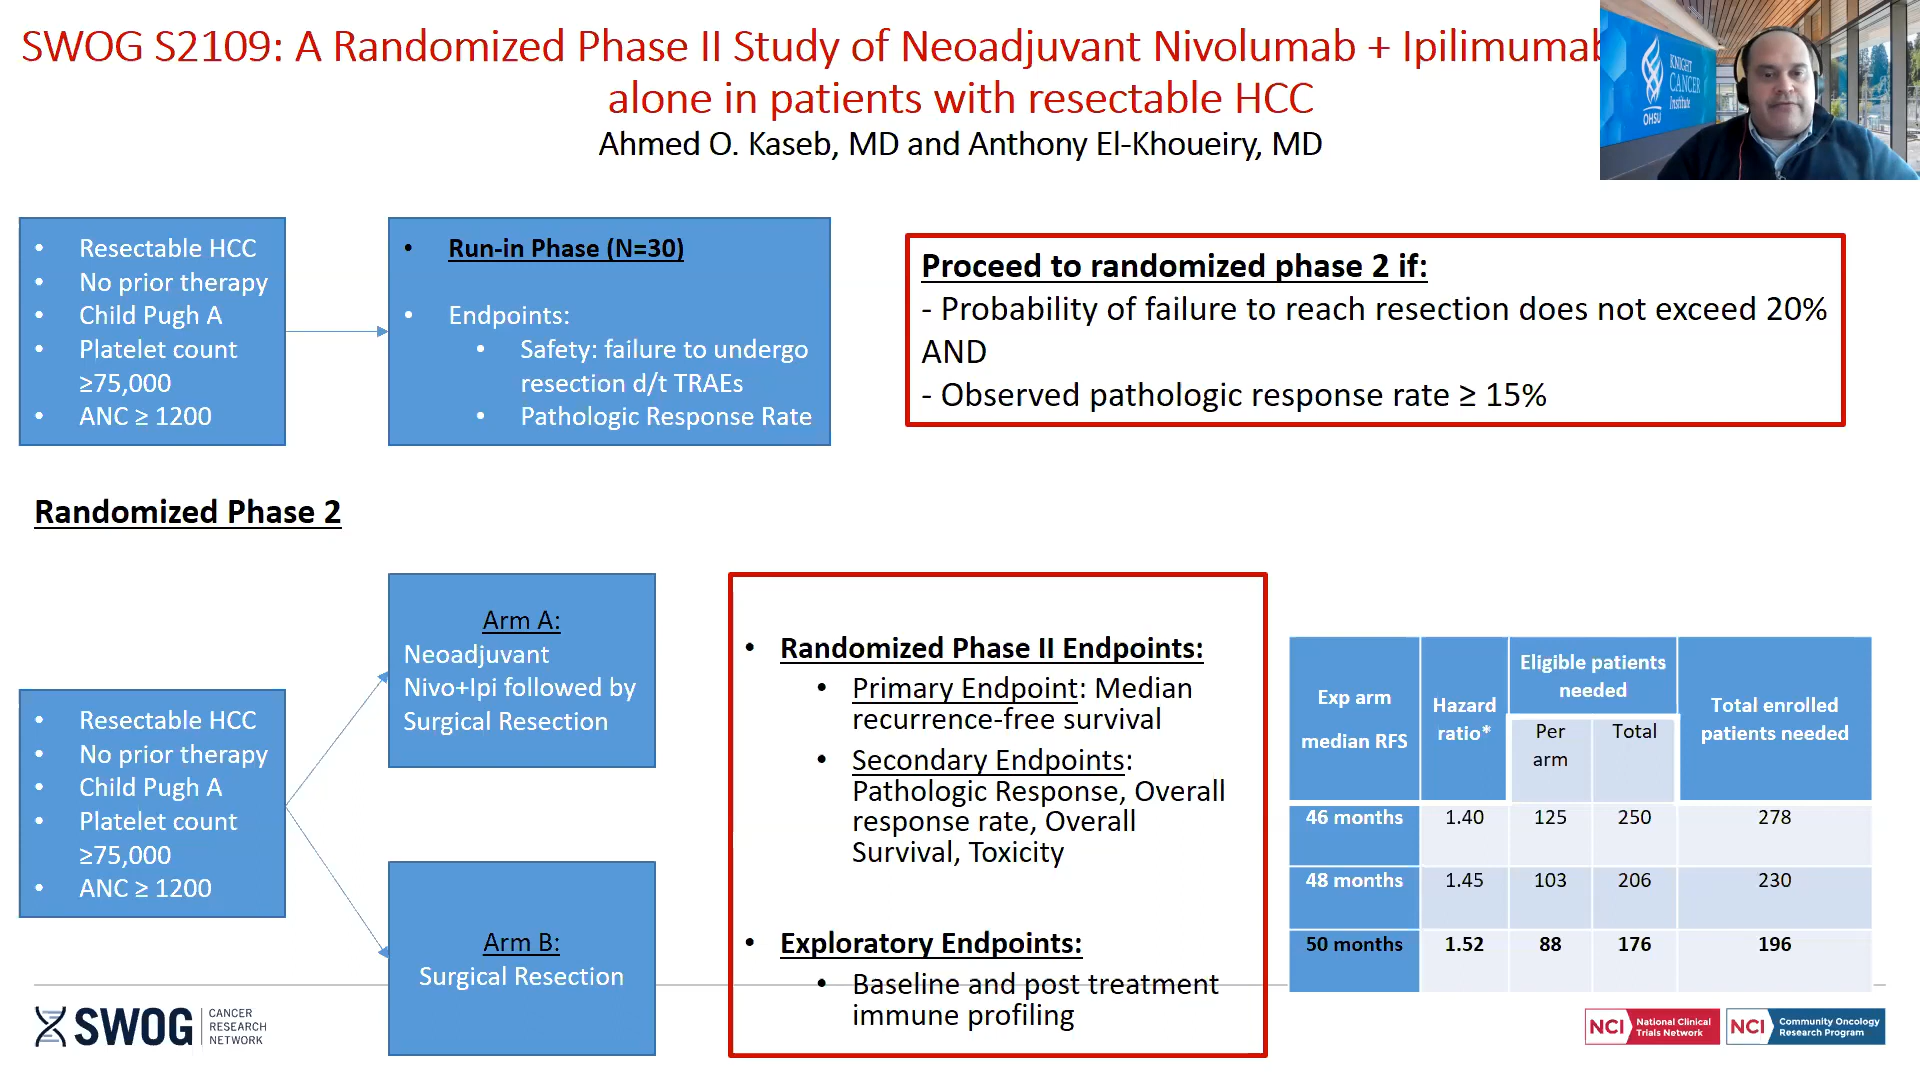 SWOG S2109: A Randomized Phase II Study of Neoadjuvant Nivolumab + Ipilimumab
alone in patients with resectable HCC
Ahmed O. Kaseb, MD and Anthony El-Khoueiry, MD
KNIGHT
CANCER
Institute
OHSU
• Resectable HCC
• No prior therapy
• Child Pugh A
• Platelet count
≥75,000
• ANC ≥ 1200
• Run-in Phase (N=30)
• Endpoints:
• Safety: failure to undergo
resection d/t TRAEs
• Pathologic Response Rate
Proceed to randomized phase 2 if:
- Probability of failure to reach resection does not exceed 20%
AND
- Observed pathologic response rate ≥ 15%
Randomized Phase 2
• Resectable HCC
• No prior therapy
• Child Pugh A
• Platelet count
≥75,000
• ANC ≥ 1200
Arm A:
Neoadjuvant
Nivo+Ipi followed by
Surgical Resection
Arm B:
Surgical Resection
• Randomized Phase II Endpoints:
• Primary Endpoint: Median
recurrence-free survival
• Secondary Endpoints:
Pathologic Response, Overall
response rate, Overall
Survival, Toxicity
• Exploratory Endpoints:
• Baseline and post treatment
immune profiling
Exp arm
median RFS
Hazard
ratio*
Eligible patients
needed
Per
arm
Total
Total enrolled
patients needed
46 months 1.40 125 250 278
48 months 1.45 103 206 230
50 months 1.52 88 176 196
SWOG
CANCER
RESEARCH
NETWORK
NCI National Clinical
Trials Network
NCI Community Oncology
Research Program